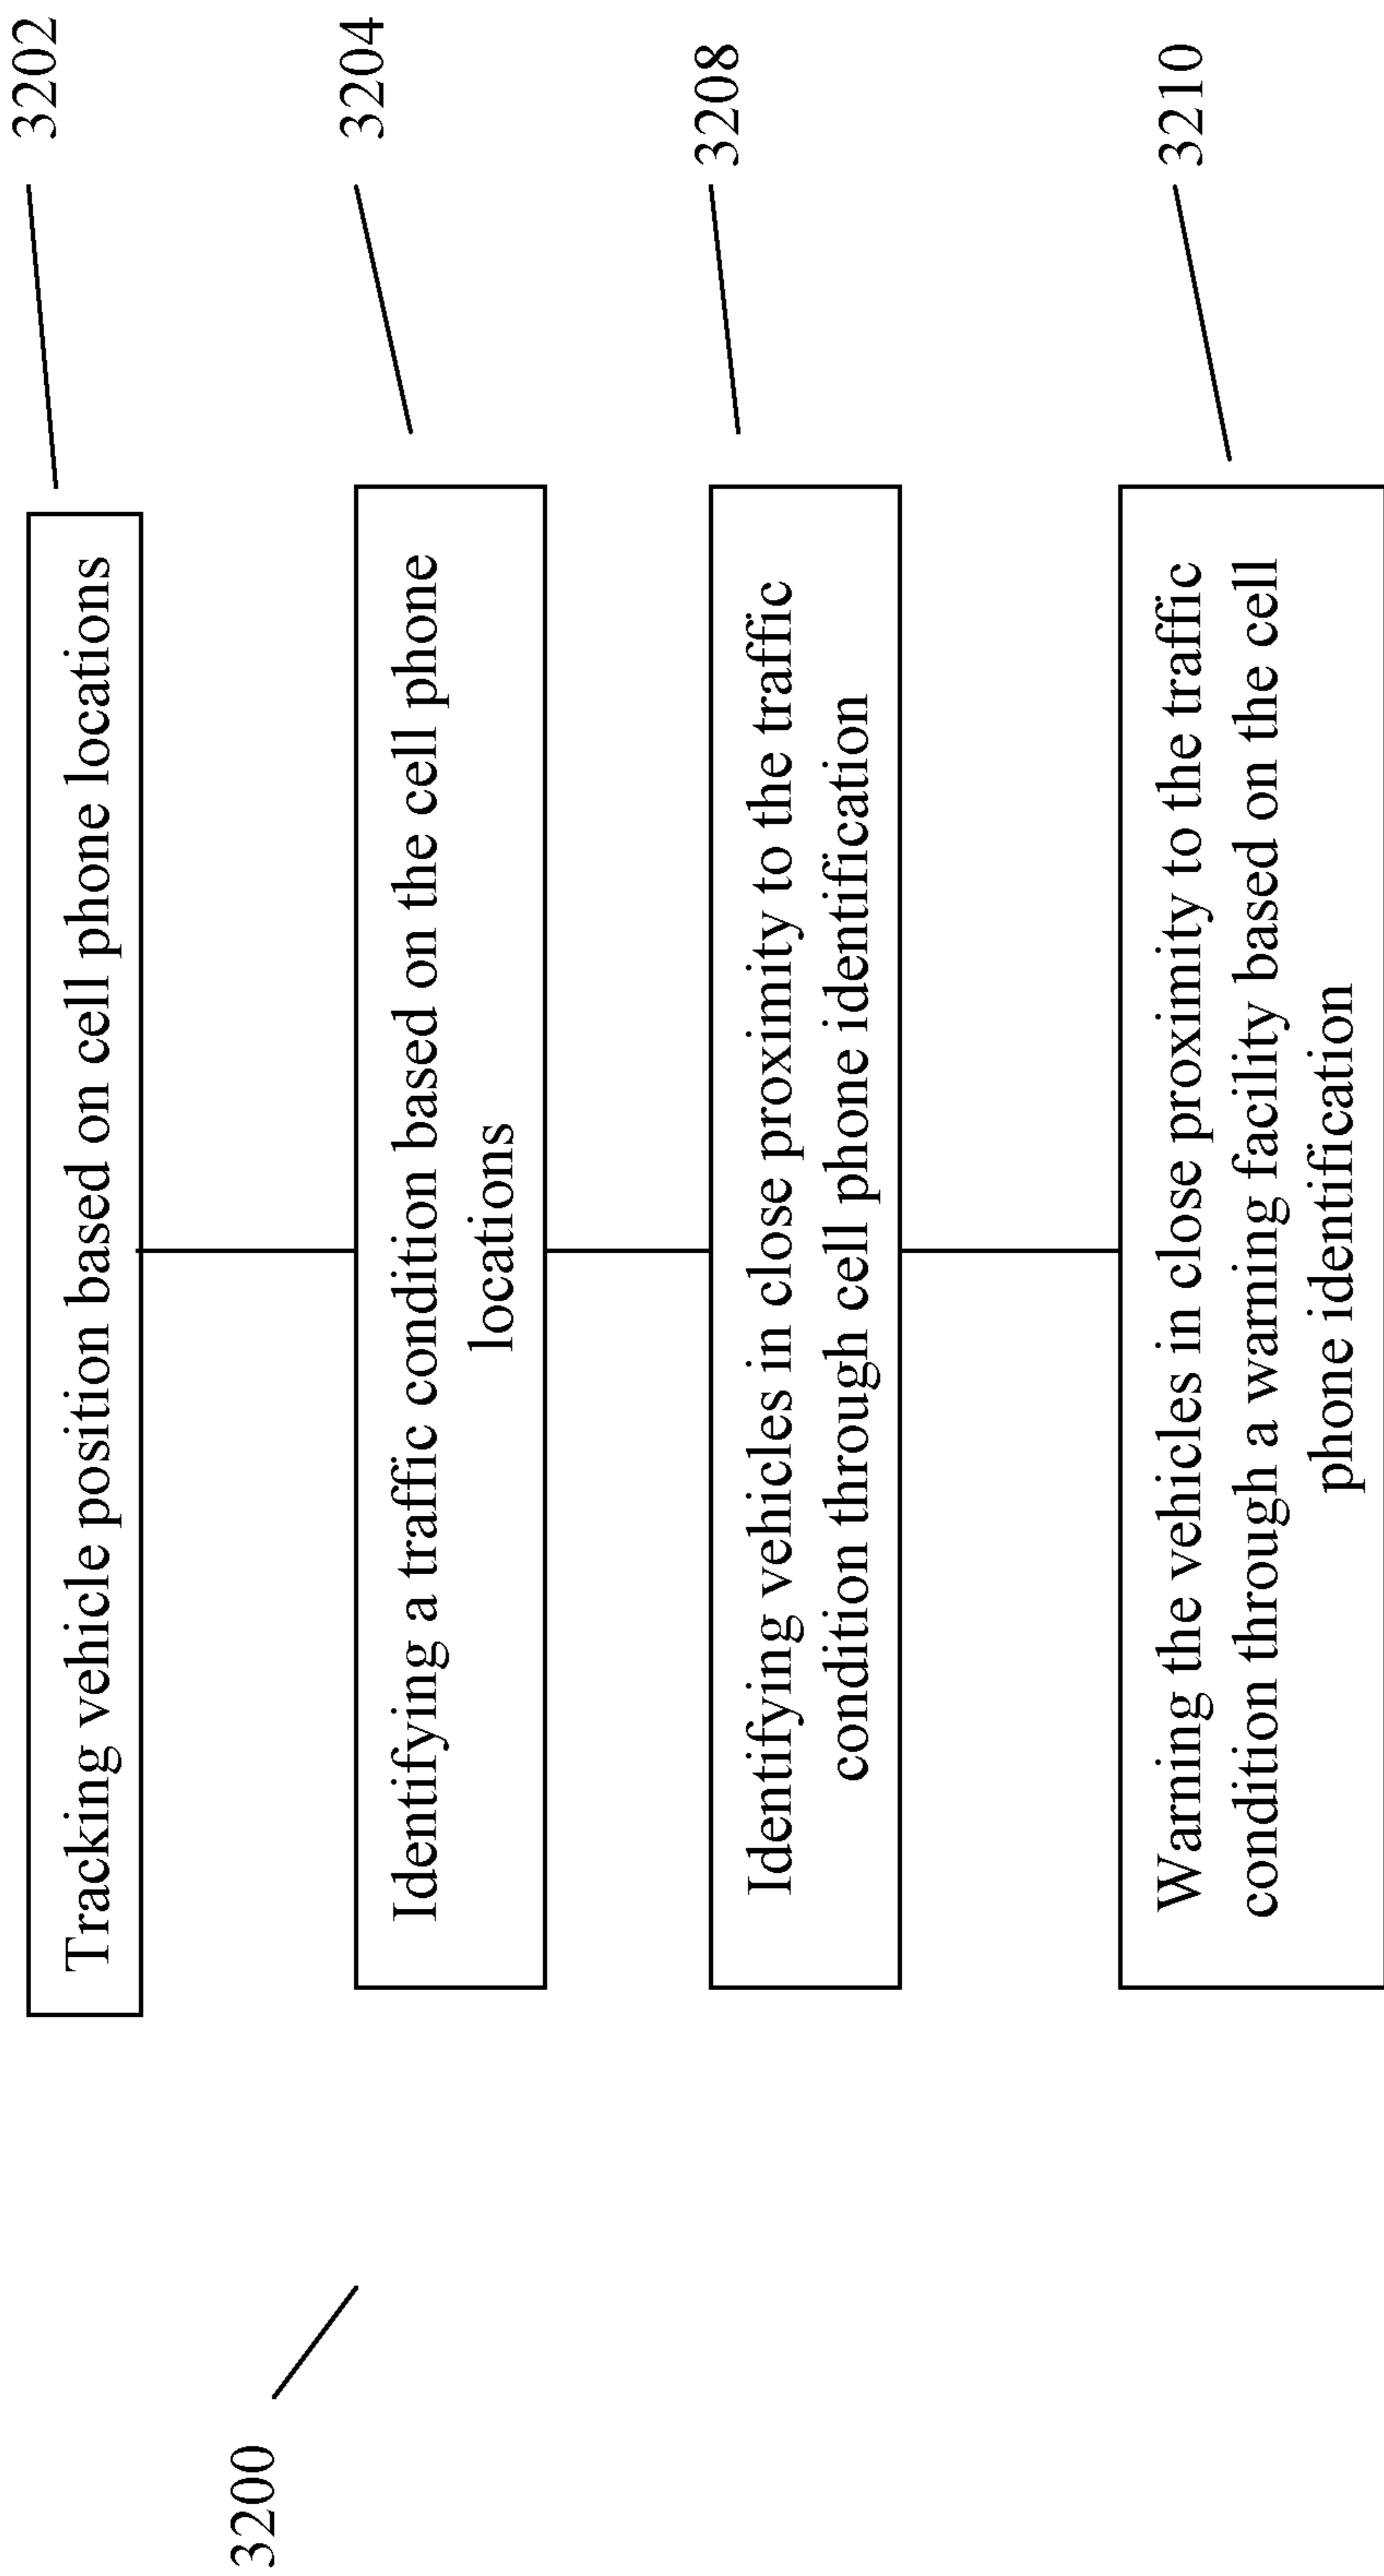 3202
Tracking vehicle position based on cell phone locations
3204
Identifying a traffic condition based on the cell phone
locations
3208
Identifying vehicles in close proximity to the traffic
condition through cell phone identification
3210
Warning the vehicles in close proximity to the traffic
condition through a warning facility based on the cell
phone identification
3200